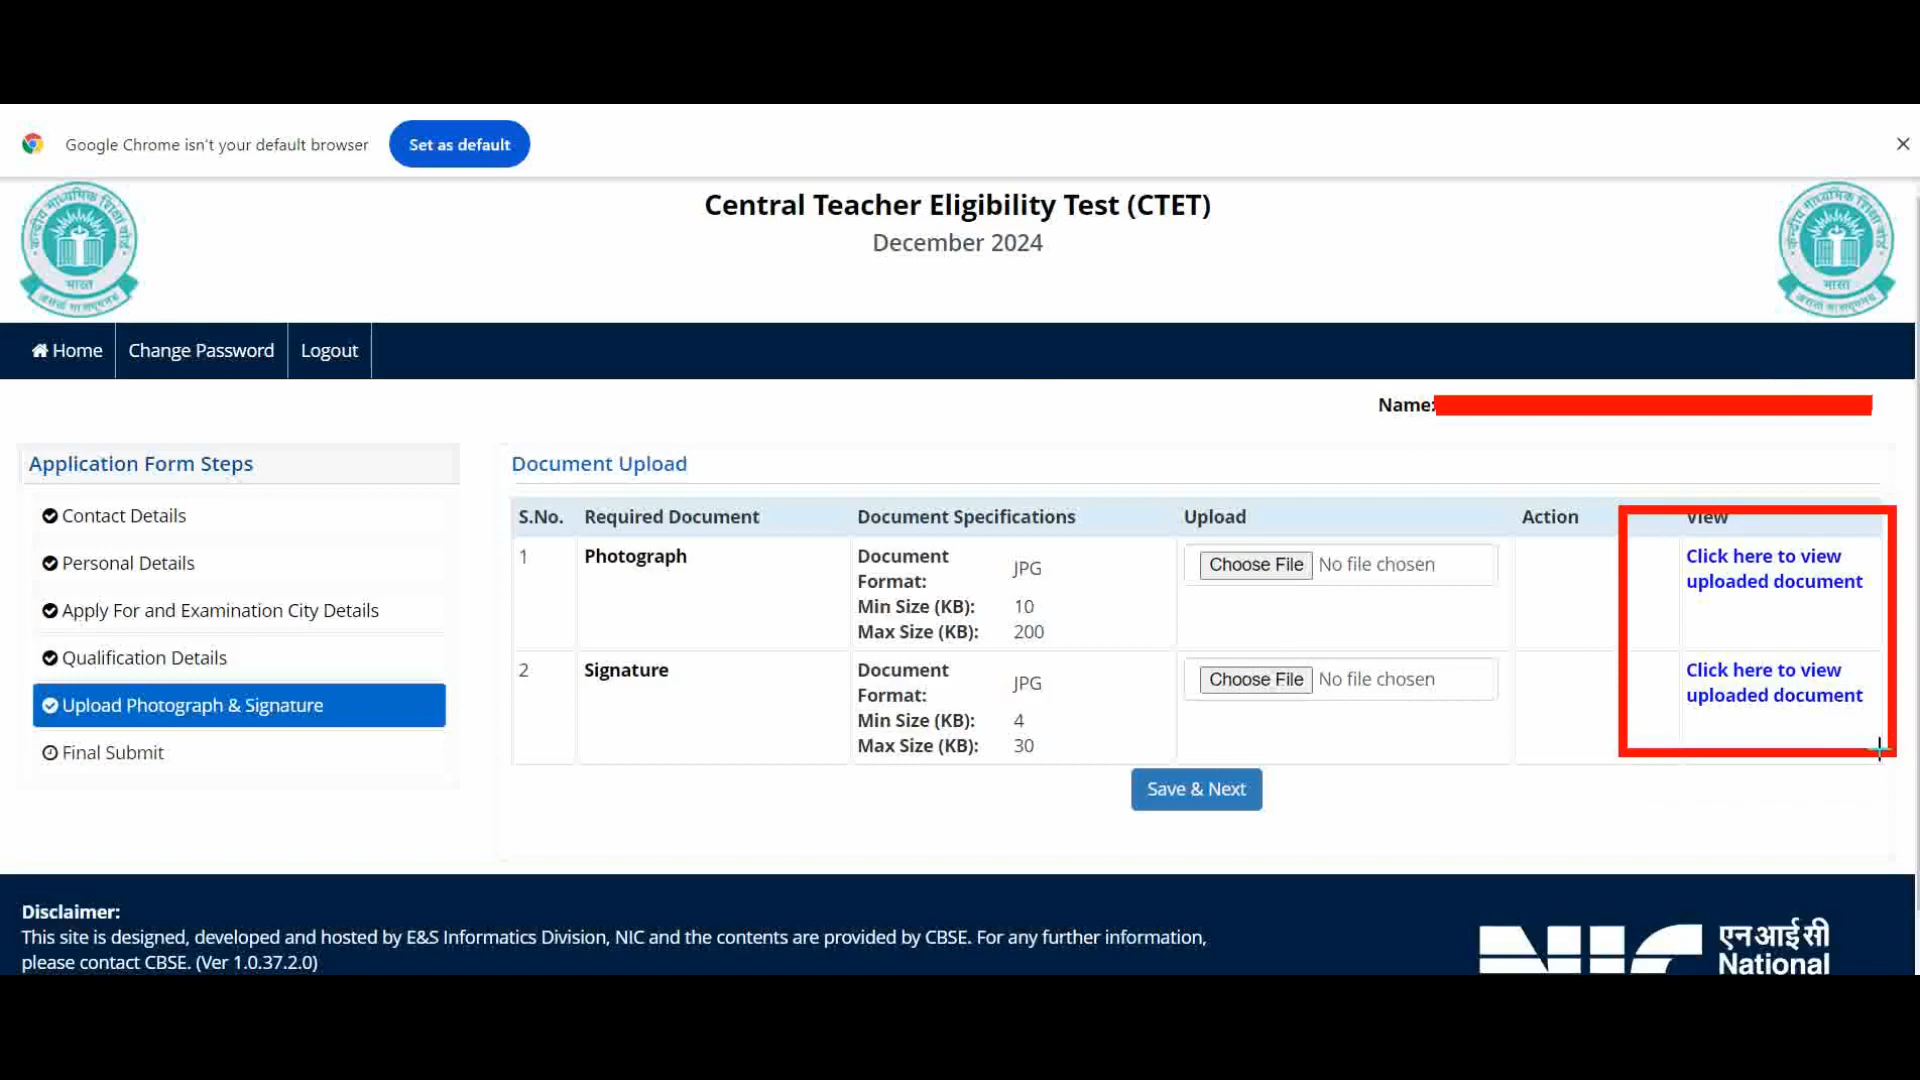 Google Chrome isn't your default browser Set as default
Central Teacher Eligibility Test (CTET)
December 2024
Home Change Password Logout
Name:
Application Form Steps
Contact Details
Personal Details
Apply For and Examination City Details
Qualification Details
Upload Photograph & Signature
Final Submit
Document Upload
S.No. Required Document Document Specifications Upload Action View
1 Photograph Document Format: JPG Choose File No file chosen Click here to view
uploaded document
Min Size (KB): 10
Max Size (KB): 200
2 Signature Document Format: JPG Choose File No file chosen Click here to view
uploaded document
Min Size (KB): 4
Max Size (KB): 30
Save & Next
Disclaimer:
This site is designed, developed and hosted by E&S Informatics Division, NIC and the contents are provided by CBSE. For any further information,
please contact CBSE. (Ver 1.0.37.2.0)
NIC एन आई सी
National